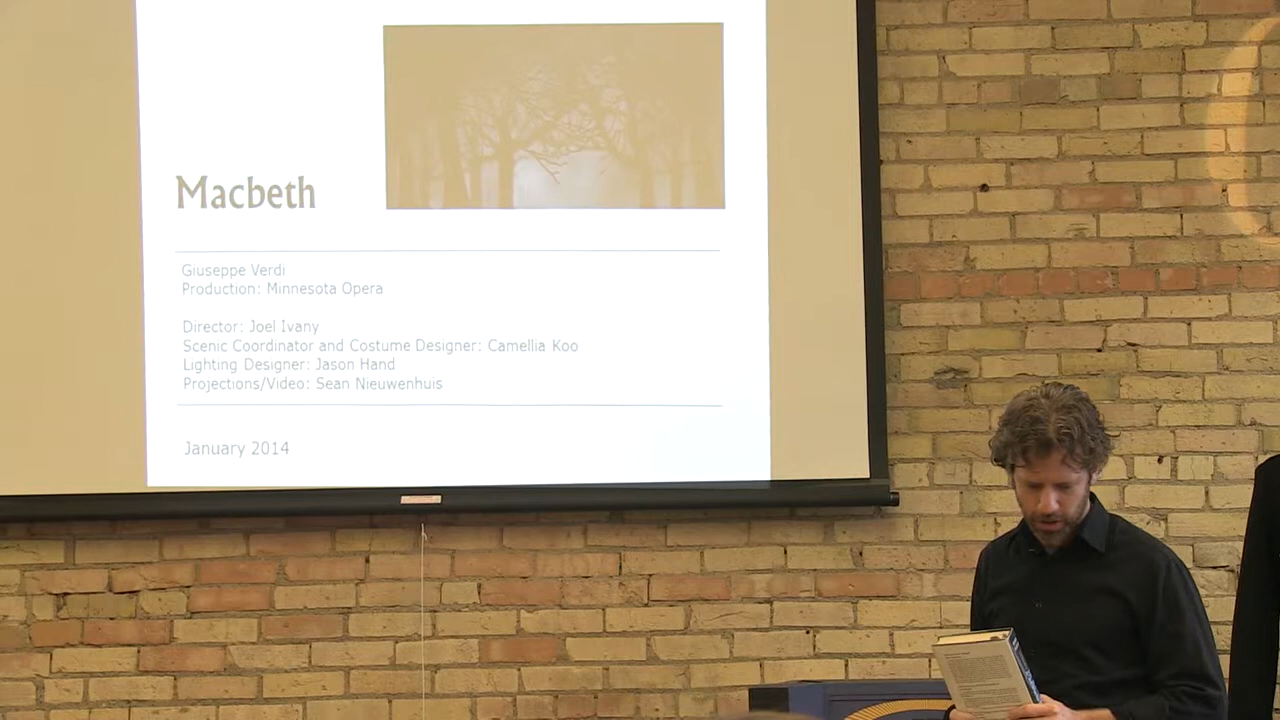 Macbeth
Giuseppe Verdi
Production: Minnesota Opera
Director: Joel Ivany
Scenic Coordinator and Costume Designer: Camellia Koo
Lighting Designer: Jason Hand
Projections/Video: Sean Nieuwenhuis
January 2014